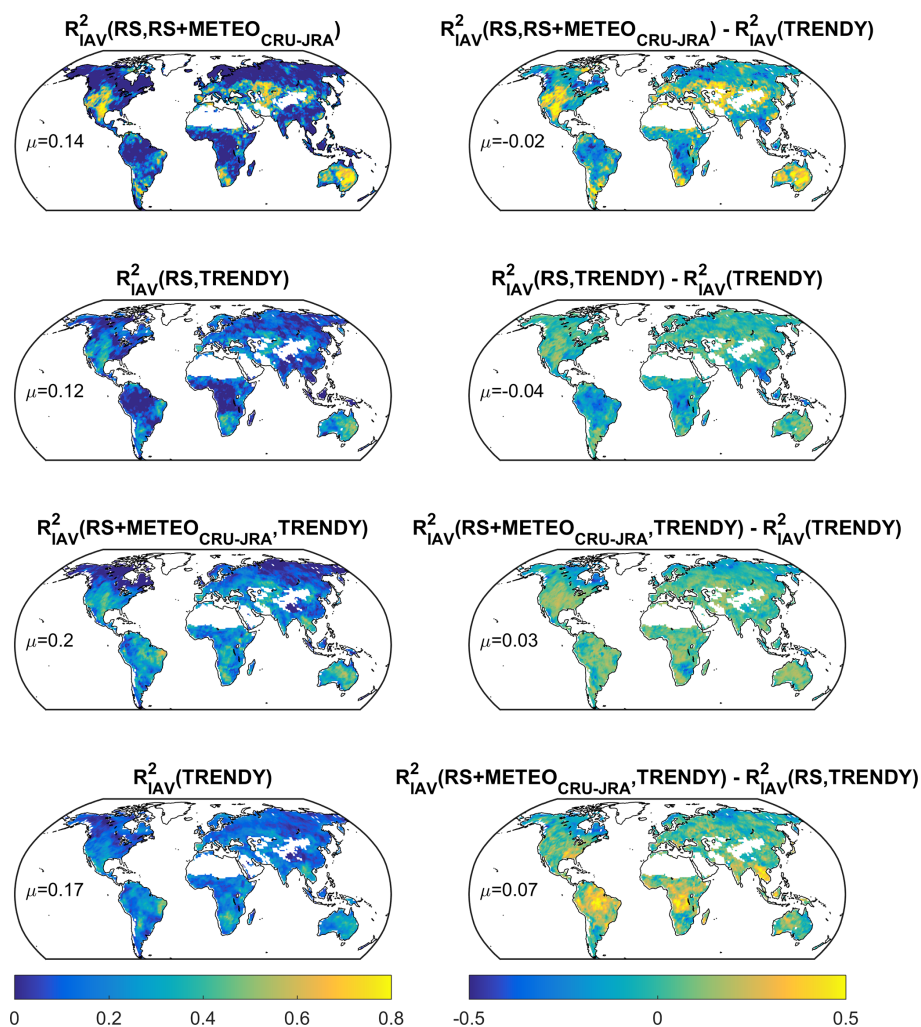 R²IAV(RS,RS+METEOCRU-JRA)
R²IAV(RS,RS+METEOCRU-JRA) - R²IAV(TRENDY)
μ=0.14
μ=-0.02
R²IAV(RS,TRENDY)
R²IAV(RS,TRENDY) - R²IAV(TRENDY)
μ=0.12
μ=-0.04
R²IAV(RS+METEOCRU-JRA,TRENDY)
R²IAV(RS+METEOCRU-JRA,TRENDY) - R²IAV(TRENDY)
μ=0.2
μ=0.03
R²IAV(TRENDY)
R²IAV(RS+METEOCRU-JRA,TRENDY) - R²IAV(RS,TRENDY)
μ=0.17
μ=0.07
0 0.2 0.4 0.6 0.8
-0.5 0 0.5